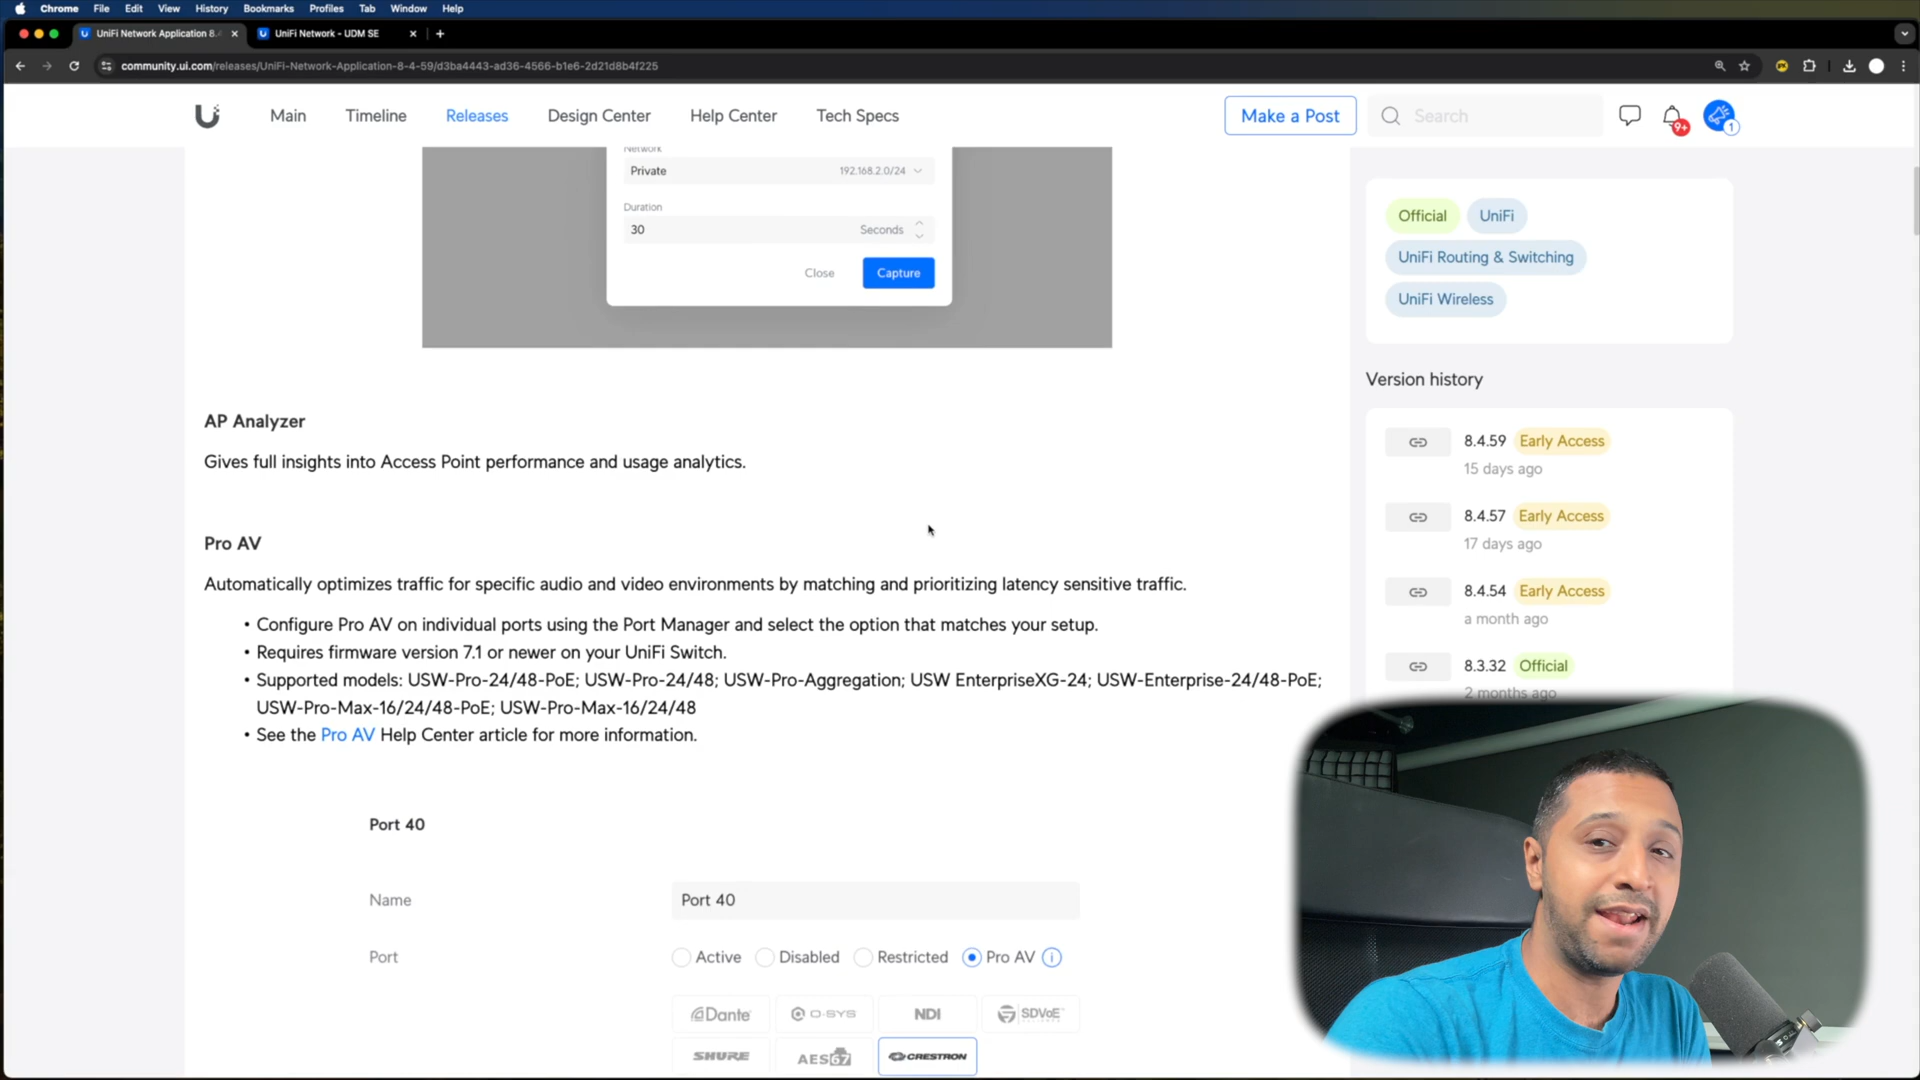 Chrome File Edit View History Bookmarks Profiles Tab Window Help
UniFi Network Application 8.4 UniFi Network - UDM SE
community.ui.com/releases/UniFi-Network-Application-8-4-59/d3ba4443-ad36-4566-b1e6-2d21d8b4f225
Main Timeline Releases Design Center Help Center Tech Specs Make a Post Search 9+ 1
Network
Private 192.168.2.0/24
Duration
30 Seconds
Close Capture
AP Analyzer
Gives full insights into Access Point performance and usage analytics.
Pro AV
Automatically optimizes traffic for specific audio and video environments by matching and prioritizing latency sensitive traffic.
• Configure Pro AV on individual ports using the Port Manager and select the option that matches your setup.
• Requires firmware version 7.1 or newer on your UniFi Switch.
• Supported models: USW-Pro-24/48-PoE; USW-Pro-24/48; USW-Pro-Aggregation; USW EnterpriseXG-24; USW-Enterprise-24/48-PoE;
USW-Pro-Max-16/24/48-PoE; USW-Pro-Max-16/24/48
• See the Pro AV Help Center article for more information.
Port 40
Name Port 40
Port Active Disabled Restricted Pro AV
Dante Q-SYS NDI SDVoE
SHURE AES67 CRESTRON
Official UniFi
UniFi Routing & Switching
UniFi Wireless
Version history
8.4.59 Early Access
15 days ago
8.4.57 Early Access
17 days ago
8.4.54 Early Access
a month ago
8.3.32 Official
2 months ago